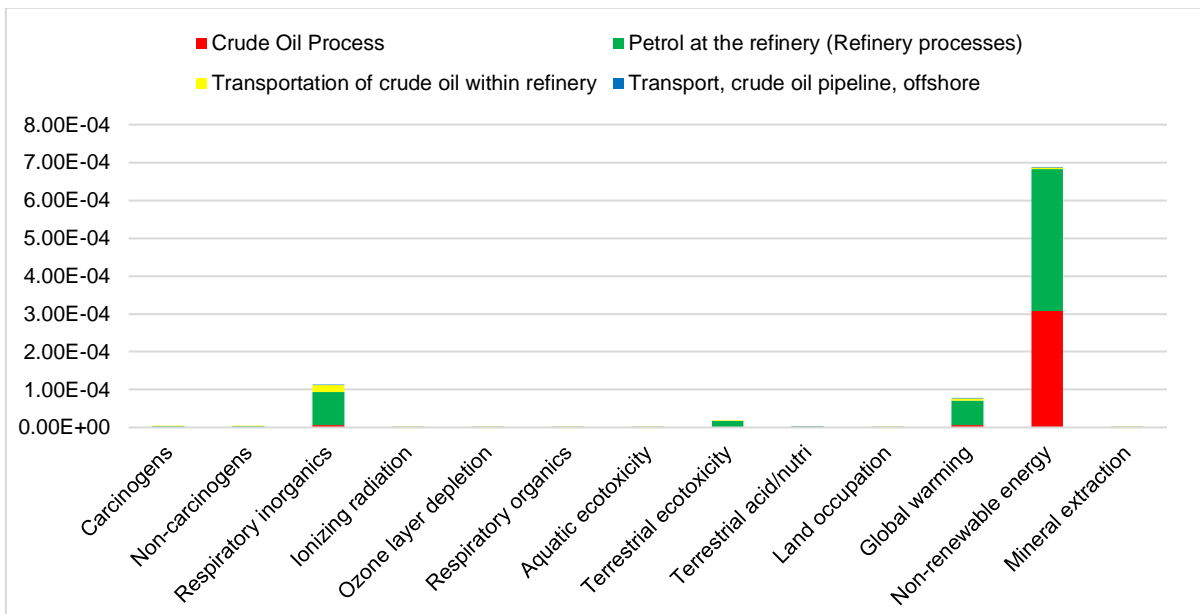 Crude Oil Process
Petrol at the refinery (Refinery processes)
Transportation of crude oil within refinery
Transport, crude oil pipeline, offshore
8.00E-04
7.00E-04
6.00E-04
5.00E-04
4.00E-04
3.00E-04
2.00E-04
1.00E-04
0.00E+00
Carcinogens
Non-carcinogens
Respiratory inorganics
Ionizing radiation
Ozone layer depletion
Respiratory organics
Aquatic ecotoxicity
Terrestrial ecotoxicity
Terrestrial acid/nutri
Land occupation
Global warming
Non-renewable energy
Mineral extraction